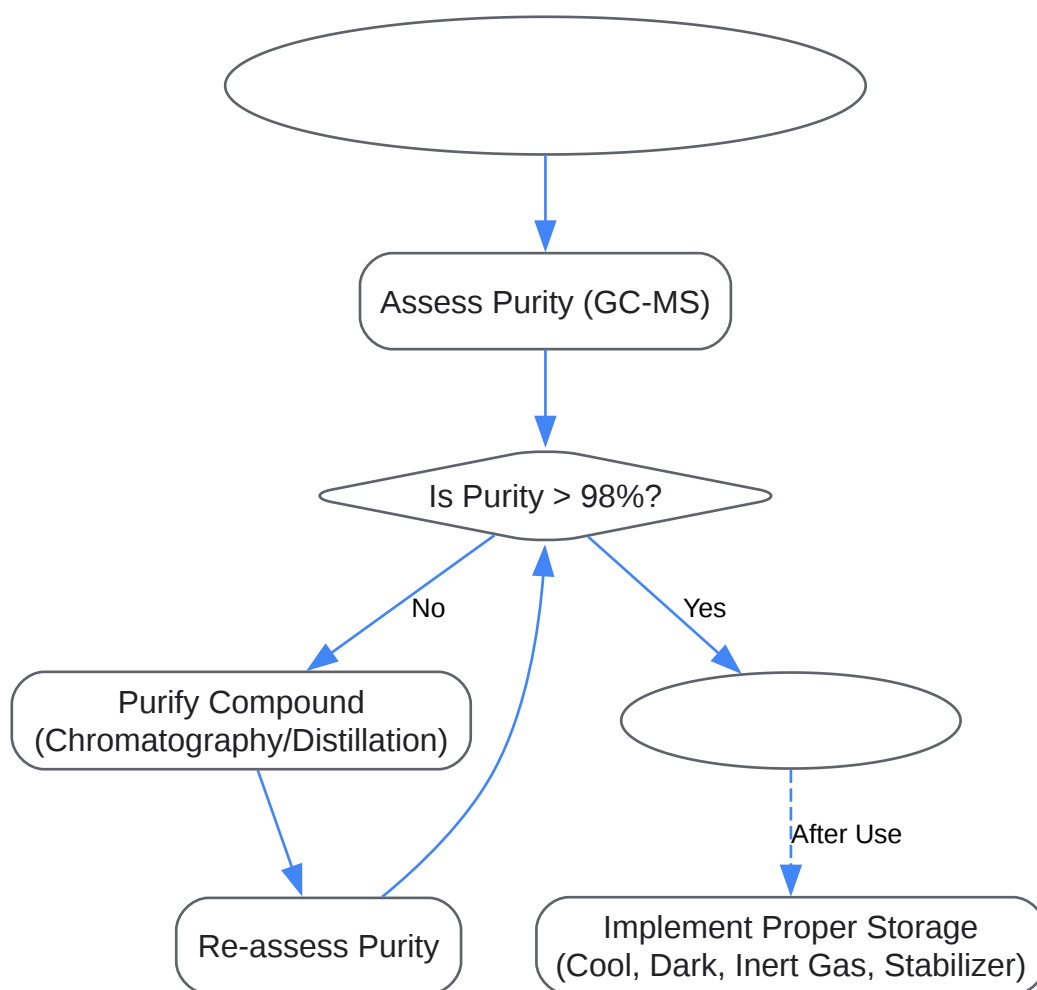 Assess Purity (GC-MS)
Is Purity > 98%?
No
Yes
Purify Compound
(Chromatography/Distillation)
After Use
Re-assess Purity
Implement Proper Storage
(Cool, Dark, Inert Gas, Stabilizer)